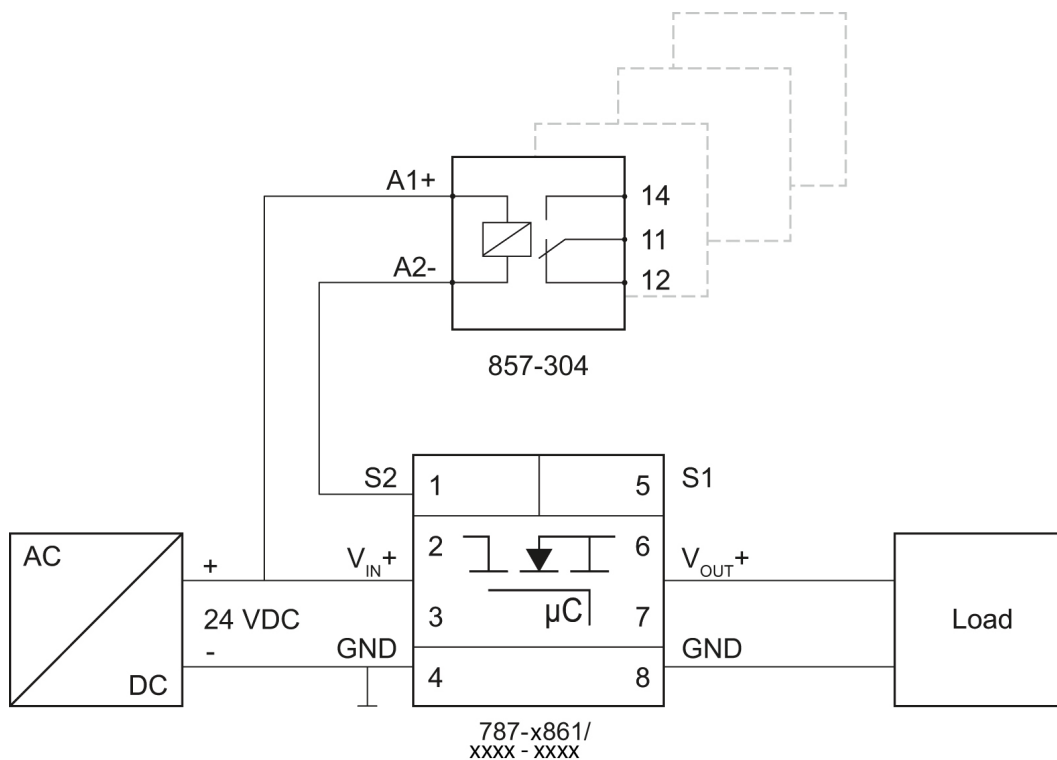 A1+
14
11
A2-
12
857-304
S2
1
5
S1
AC
+
VIN+
2
6
VOUT+
24 VDC
3
µC
7
Load
-
GND
GND
DC
4
8
787-x861/
xxxx - xxxx